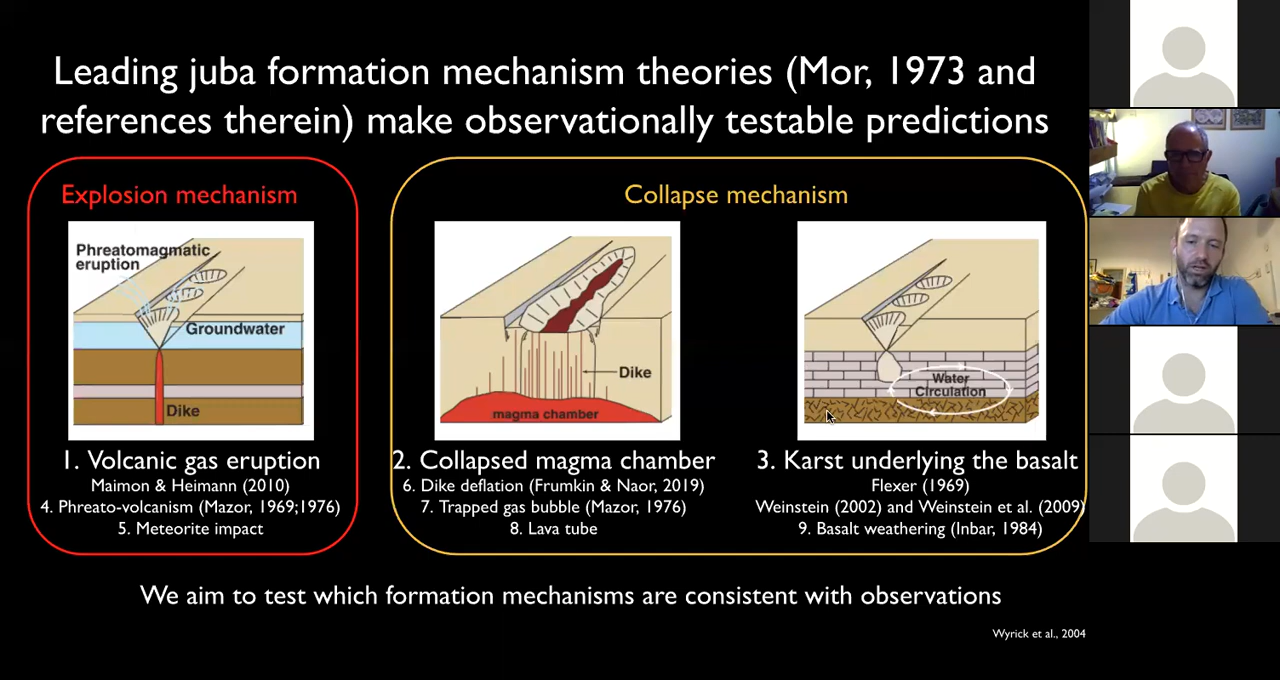 Leading juba formation mechanism theories (Mor, 1973 and
references therein) make observationally testable predictions
Explosion mechanism
Phreatomagmatic
eruption
Groundwater
Dike
1. Volcanic gas eruption
Maimon & Heimann (2010)
4. Phreato-volcanism (Mazor, 1969;1976)
5. Meteorite impact
Collapse mechanism
Dike
magma chamber
2. Collapsed magma chamber
6. Dike deflation (Frumkin & Naor, 2019)
7. Trapped gas bubble (Mazor, 1976)
8. Lava tube
Water
Circulation
3. Karst underlying the basalt
Flexer (1969)
Weinstein (2002) and Weinstein et al. (2009)
9. Basalt weathering (Inbar, 1984)
We aim to test which formation mechanisms are consistent with observations
Wyrick et al., 2004